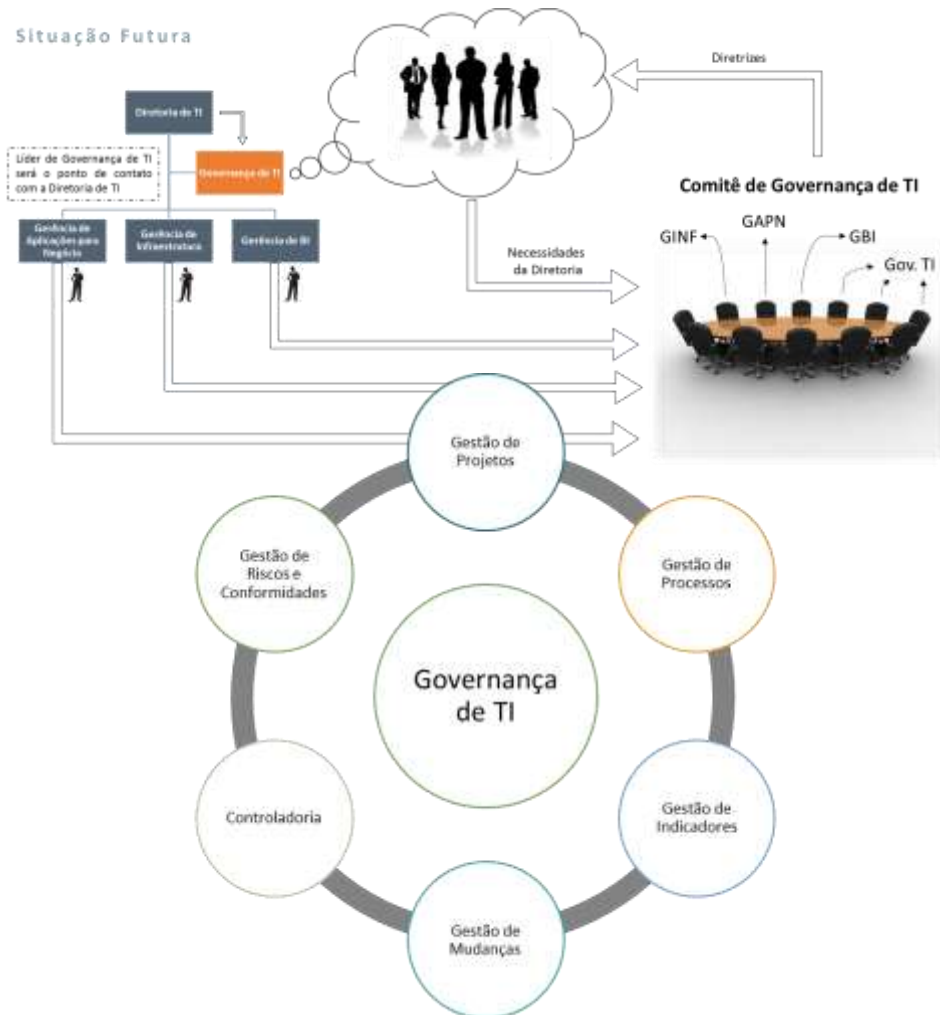 Situação Futura
Diretoria de TI
Líder de Governança de TI
será o ponto de contato
com a Diretoria de TI
Governança de TI
Gerência de
Aplicações para
Negócio
Gerência de
Infraestratura
Gerência de BI
Diretrizes
Necessidades
da Diretoria
Comitê de Governança de TI
GINF
GAPN
GBI
Gov. TI
Gestão de
Projetos
Gestão de
Riscos e
Conformidades
Gestão de
Processos
Governança
de TI
Controladoria
Gestão de
Indicadores
Gestão de
Mudanças